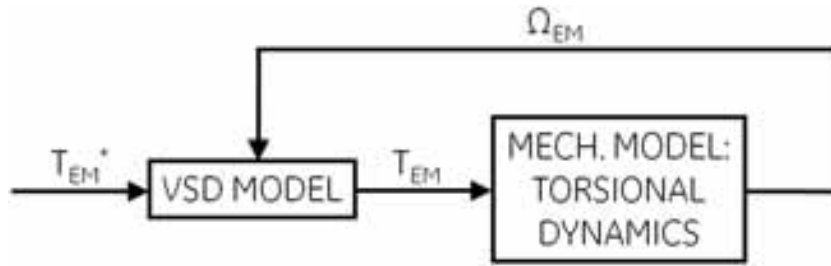 Ω_EM
T_EM*
VSD MODEL
T_EM
MECH. MODEL:
TORSIONAL
DYNAMICS